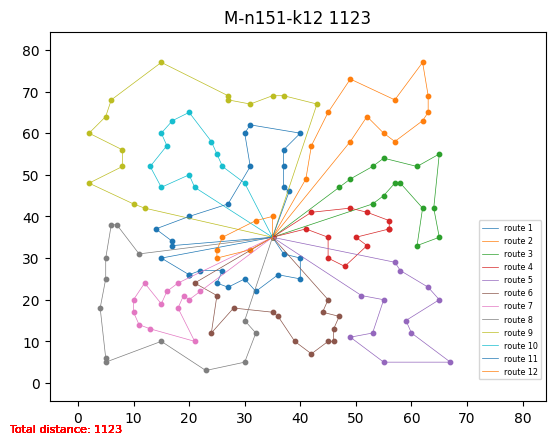 M-n151-k12 1123
80
70
60
50
40
30
20
10
0
0 10 20 30 40 50 60 70 80
route 1
route 2
route 3
route 4
route 5
route 6
route 7
route 8
route 9
route 10
route 11
route 12
Total distance: 1123